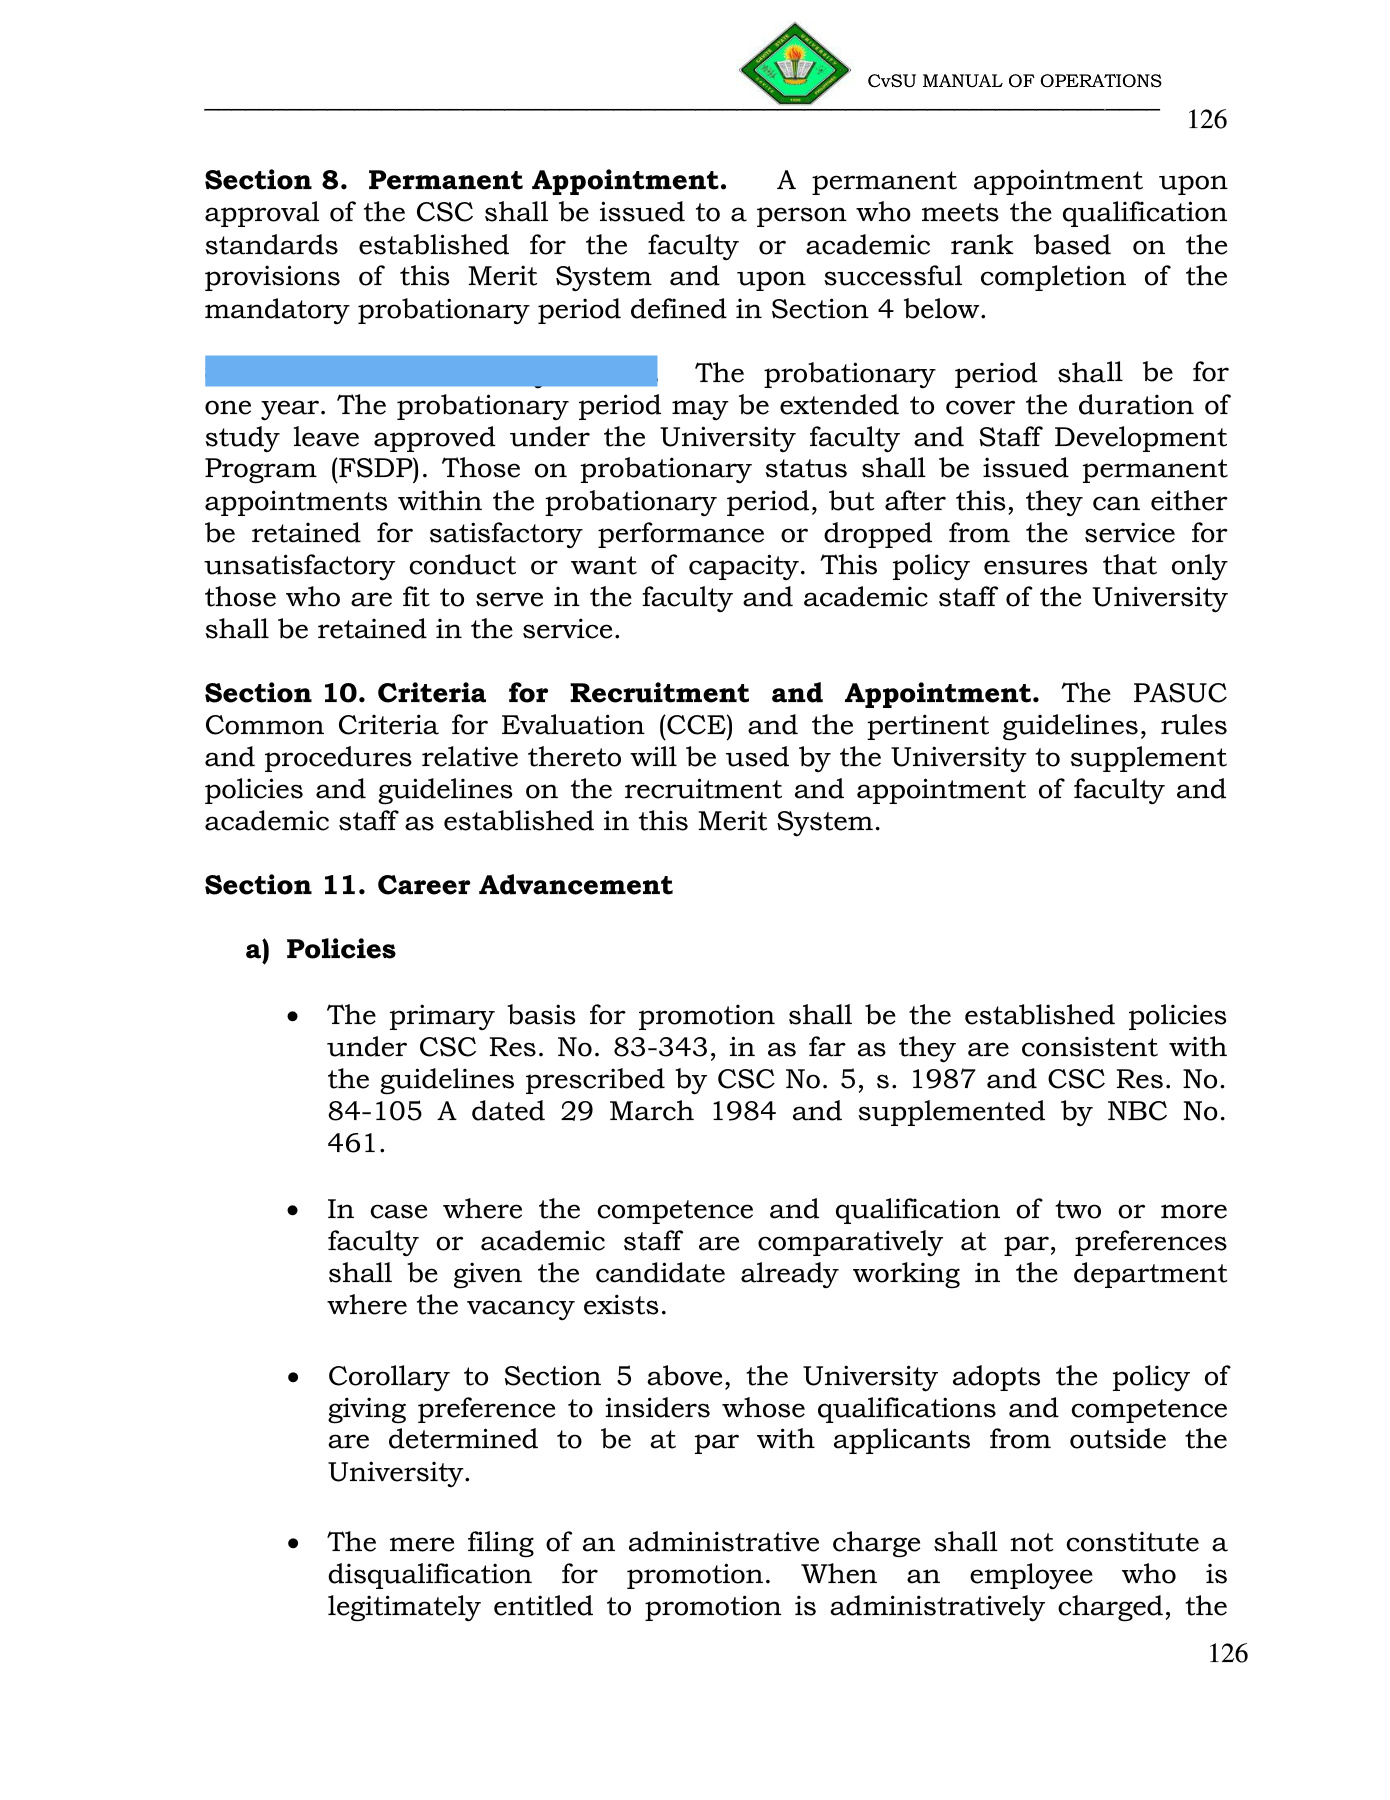 CvSU MANUAL OF OPERATIONS
126
Section 8. Permanent Appointment. A permanent appointment upon
approval of the CSC shall be issued to a person who meets the qualification
standards established for the faculty or academic rank based on the
provisions of this Merit System and upon successful completion of the
mandatory probationary period defined in Section 4 below.
The probationary period shall be for
one year. The probationary period may be extended to cover the duration of
study leave approved under the University faculty and Staff Development
Program (FSDP). Those on probationary status shall be issued permanent
appointments within the probationary period, but after this, they can either
be retained for satisfactory performance or dropped from the service for
unsatisfactory conduct or want of capacity. This policy ensures that only
those who are fit to serve in the faculty and academic staff of the University
shall be retained in the service.
Section 10. Criteria for Recruitment and Appointment. The PASUC
Common Criteria for Evaluation (CCE) and the pertinent guidelines, rules
and procedures relative thereto will be used by the University to supplement
policies and guidelines on the recruitment and appointment of faculty and
academic staff as established in this Merit System.
Section 11. Career Advancement
a) Policies
• The primary basis for promotion shall be the established policies
under CSC Res. No. 83-343, in as far as they are consistent with
the guidelines prescribed by CSC No. 5, s. 1987 and CSC Res. No.
84-105 A dated 29 March 1984 and supplemented by NBC No.
461.
• In case where the competence and qualification of two or more
faculty or academic staff are comparatively at par, preferences
shall be given the candidate already working in the department
where the vacancy exists.
• Corollary to Section 5 above, the University adopts the policy of
giving preference to insiders whose qualifications and competence
are determined to be at par with applicants from outside the
University.
• The mere filing of an administrative charge shall not constitute a
disqualification for promotion. When an employee who is
legitimately entitled to promotion is administratively charged, the
126